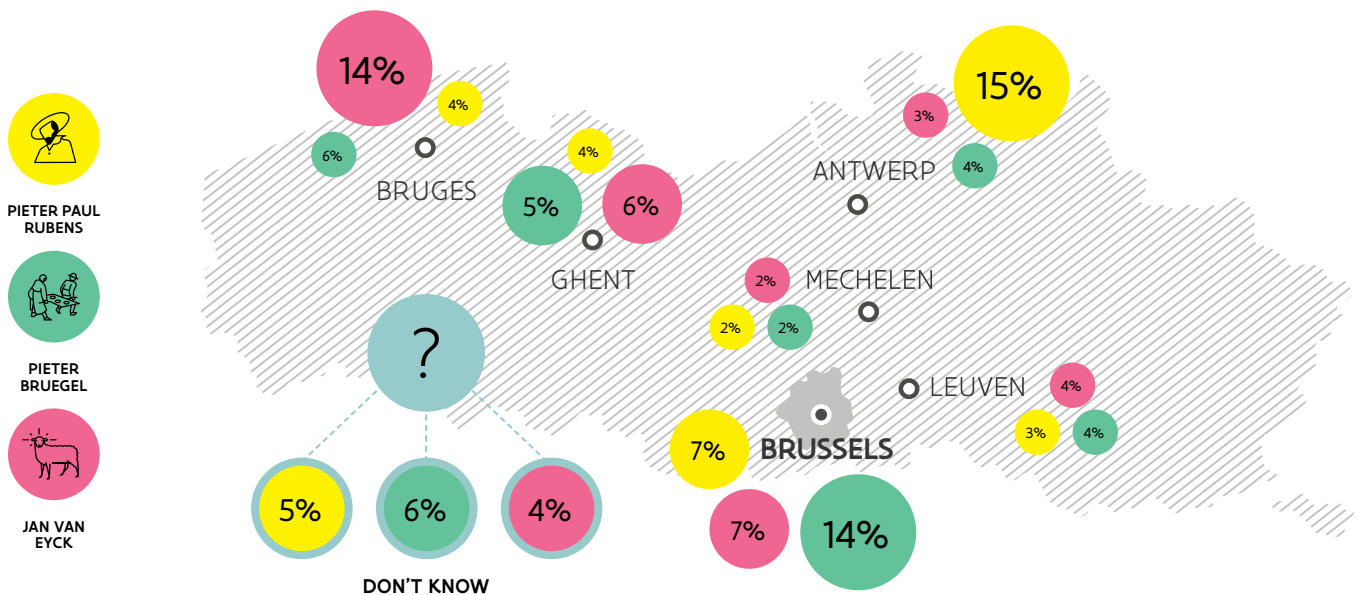 PIETER PAUL
RUBENS
PIETER
BRUEGEL
JAN VAN
EYCK
14%
4%
6%
BRUGES
4%
5%
6%
GHENT
15%
3%
4%
ANTWERP
2%
MECHELEN
2%
2%
LEUVEN
4%
3%
4%
7%
BRUSSELS
7%
14%
?
5%
6%
4%
DON'T KNOW